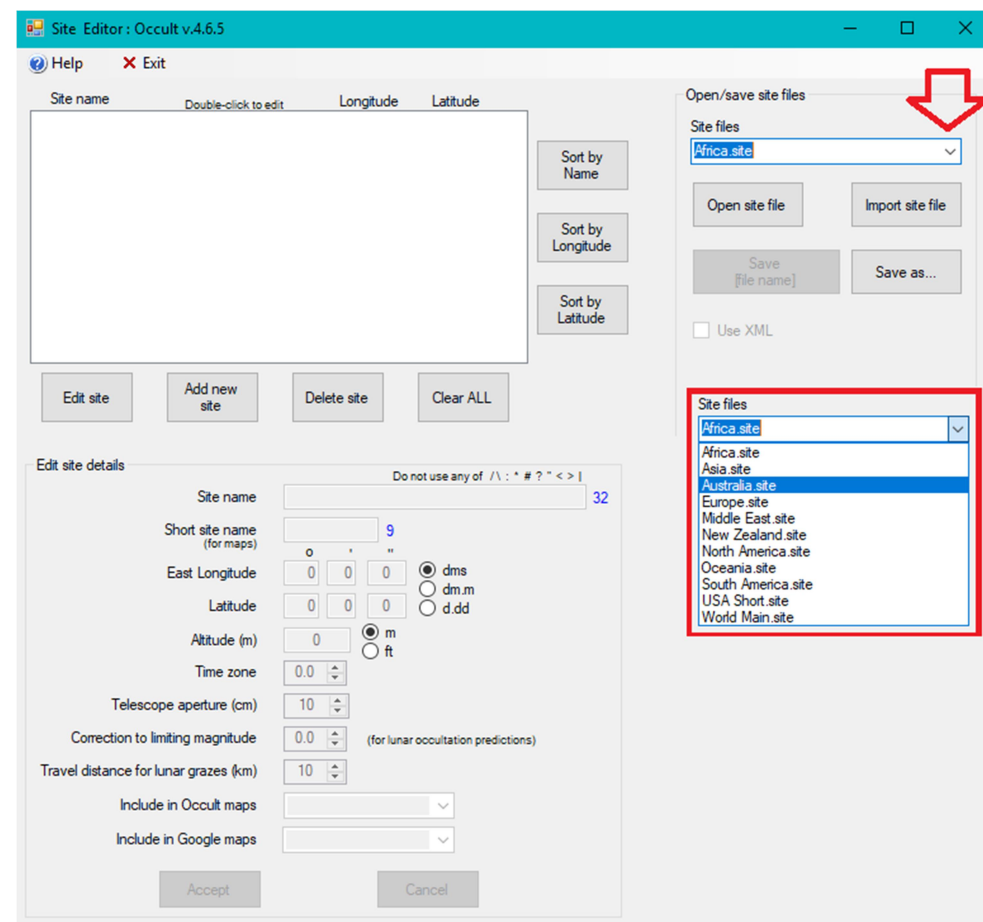 Site Editor : Occult v.4.6.5
Help Exit
Site name Double-click to edit Longitude Latitude
Sort by
Name
Sort by
Longitude
Sort by
Latitude
Edit site
Add new
site
Delete site
Clear ALL
Open/save site files
Site files
Africa.site
Open site file
Import site file
Save
[file name]
Save as...
Use XML
Site files
Africa.site
Africa.site
Asia.site
Australia.site
Europe.site
Middle East.site
New Zealand.site
North America.site
Oceania.site
South America.site
USA Short.site
World Main.site
Edit site details
Do not use any of / \ : * # ? " < > |
Site name 32
Short site name 9
(for maps)
o ' "
East Longitude 0 0 0 dms
dm.m
Latitude 0 0 0 d.dd
Altitude (m) 0 m
ft
Time zone 0.0
Telescope aperture (cm) 10
Correction to limiting magnitude 0.0 (for lunar occultation predictions)
Travel distance for lunar grazes (km) 10
Include in Occult maps
Include in Google maps
Accept Cancel